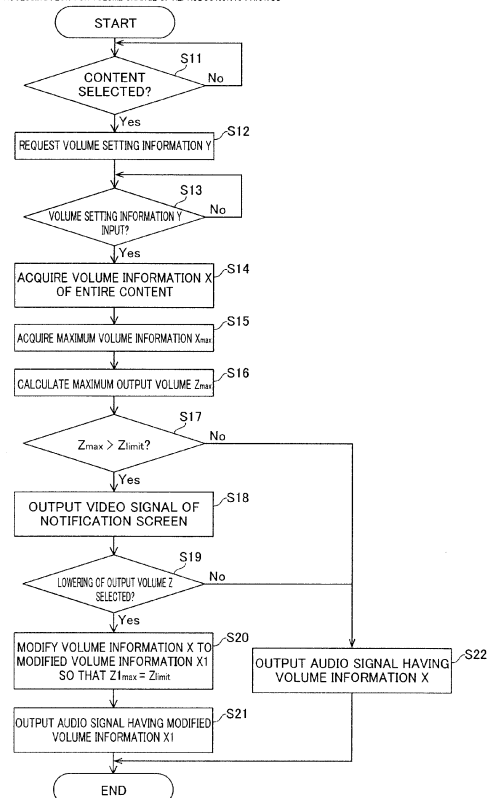 START
S11
CONTENT
SELECTED?
No
Yes
S12
REQUEST VOLUME SETTING INFORMATION Y
S13
VOLUME SETTING INFORMATION Y
INPUT?
No
Yes
S14
ACQUIRE VOLUME INFORMATION X
OF ENTIRE CONTENT
S15
ACQUIRE MAXIMUM VOLUME INFORMATION Xmax
S16
CALCULATE MAXIMUM OUTPUT VOLUME Zmax
S17
Zmax > Zlimit?
No
Yes
S18
OUTPUT VIDEO SIGNAL OF
NOTIFICATION SCREEN
S19
LOWERING OF OUTPUT VOLUME Z
SELECTED?
No
Yes
S20
MODIFY VOLUME INFORMATION X TO
MODIFIED VOLUME INFORMATION X1
SO THAT Z1max = Zlimit
S22
OUTPUT AUDIO SIGNAL HAVING
VOLUME INFORMATION X
S21
OUTPUT AUDIO SIGNAL HAVING MODIFIED
VOLUME INFORMATION X1
END